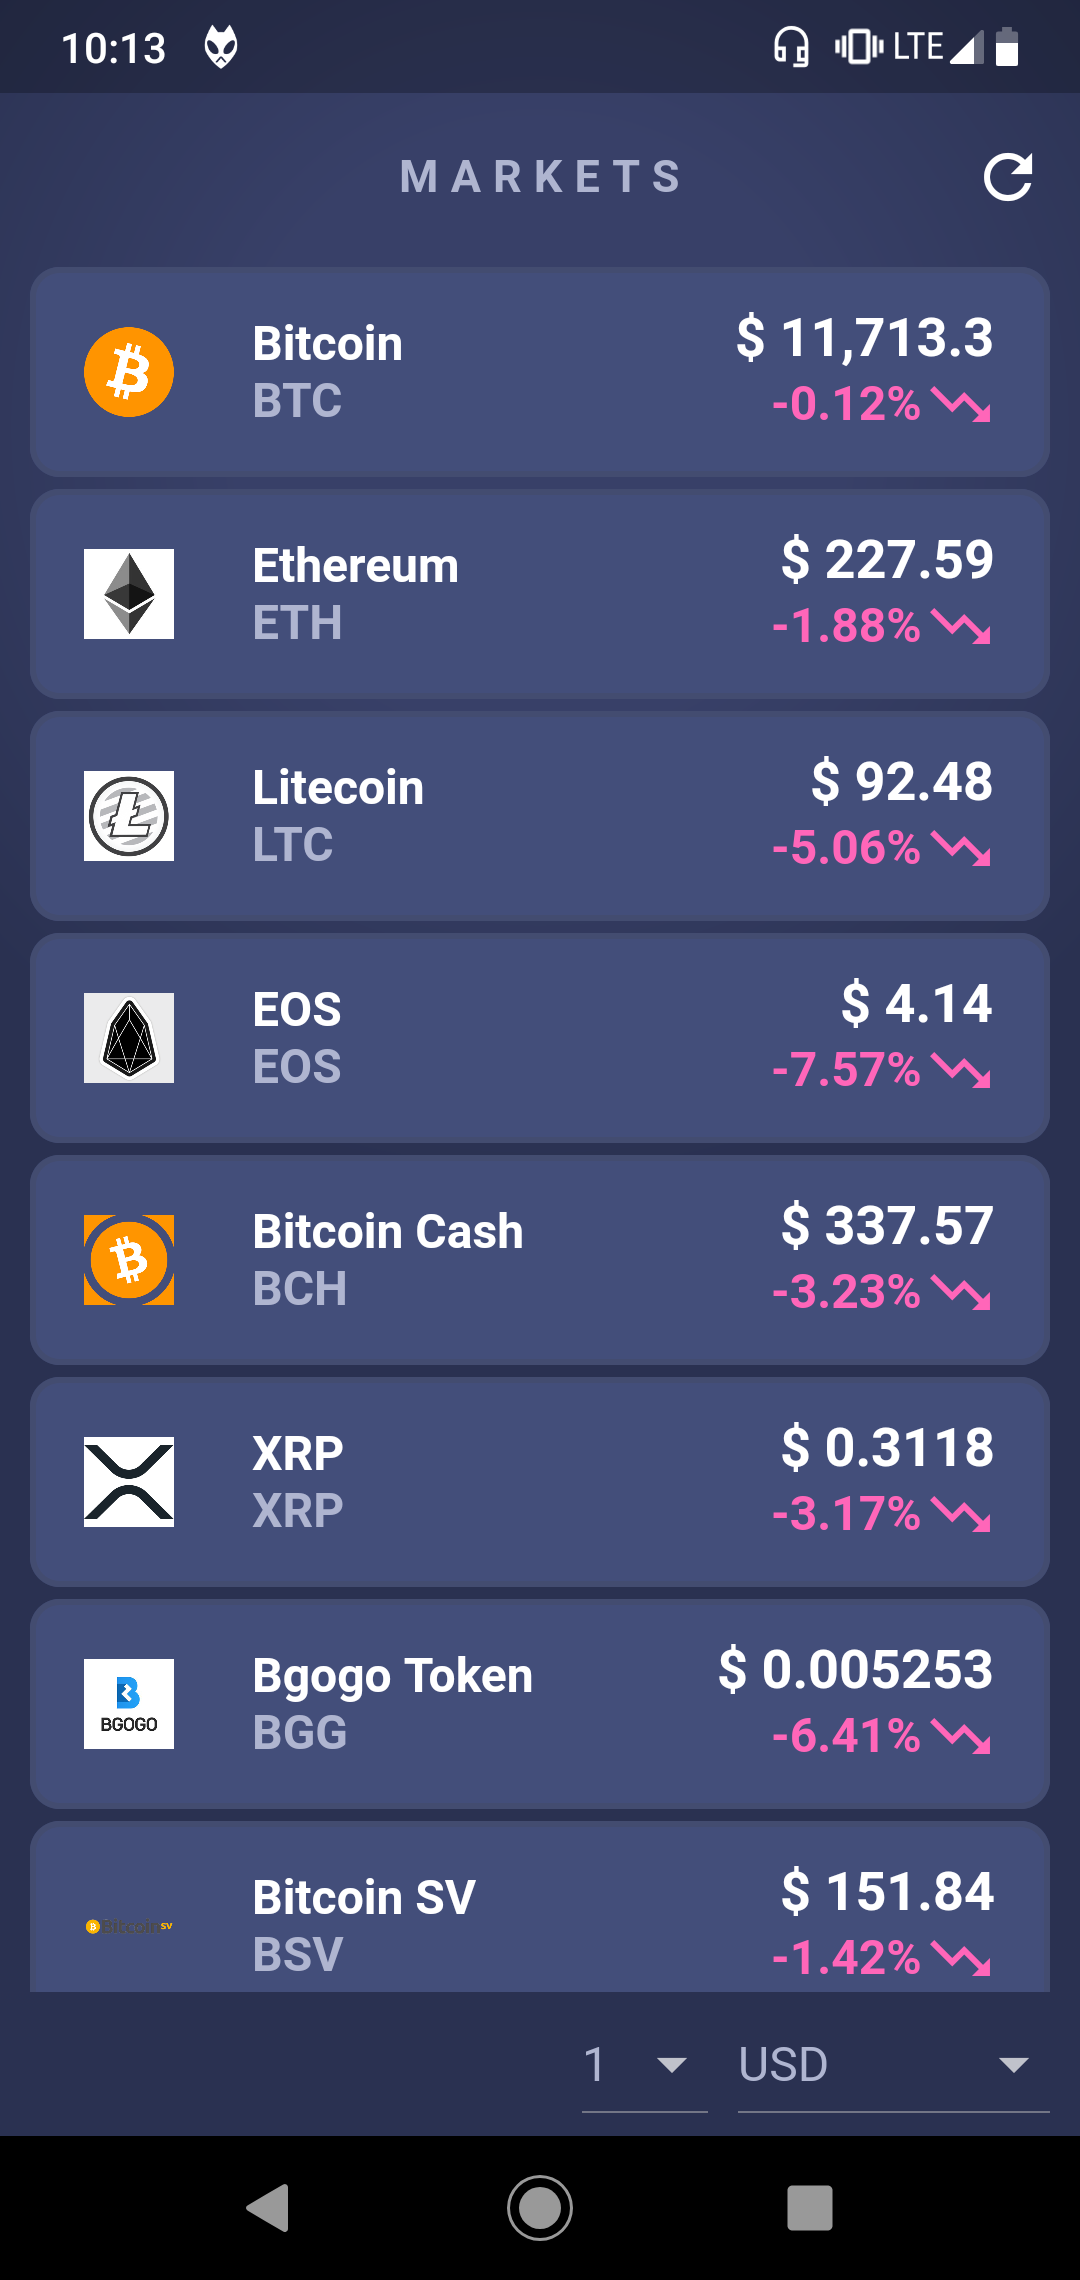 10:13 LTE
MARKETS
Bitcoin
BTC
$ 11,713.3
-0.12%
Ethereum
ETH
$ 227.59
-1.88%
Litecoin
LTC
$ 92.48
-5.06%
EOS
EOS
$ 4.14
-7.57%
Bitcoin Cash
BCH
$ 337.57
-3.23%
XRP
XRP
$ 0.3118
-3.17%
BGOGO
Bgogo Token
BGG
$ 0.005253
-6.41%
Bitcoin SV
Bitcoin SV
BSV
$ 151.84
-1.42%
1 USD